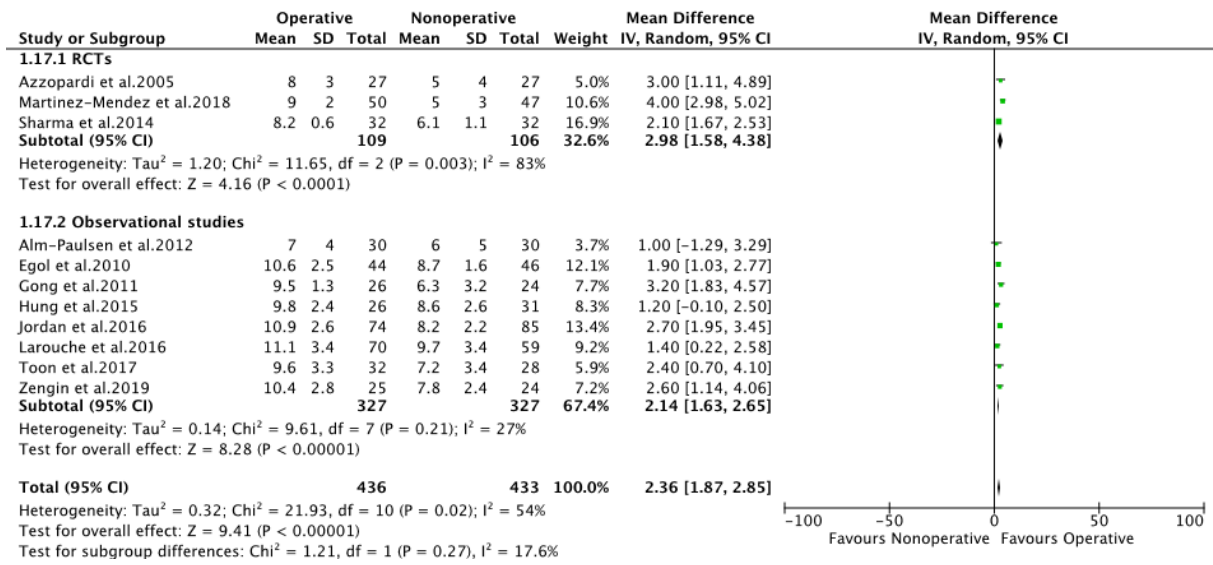 Operative Nonoperative Mean Difference Mean Difference
Study or Subgroup Mean SD Total Mean SD Total Weight IV, Random, 95% CI IV, Random, 95% CI
1.17.1 RCTs
Azzopardi et al.2005 8 3 27 5 4 27 5.0% 3.00 [1.11, 4.89]
Martinez-Mendez et al.2018 9 2 50 5 3 47 10.6% 4.00 [2.98, 5.02]
Sharma et al.2014 8.2 0.6 32 6.1 1.1 32 16.9% 2.10 [1.67, 2.53]
Subtotal (95% CI) 109 106 32.6% 2.98 [1.58, 4.38]
Heterogeneity: Tau² = 1.20; Chi² = 11.65, df = 2 (P = 0.003); I² = 83%
Test for overall effect: Z = 4.16 (P < 0.0001)
1.17.2 Observational studies
Alm-Paulsen et al.2012 7 4 30 6 5 30 3.7% 1.00 [-1.29, 3.29]
Egol et al.2010 10.6 2.5 44 8.7 1.6 46 12.1% 1.90 [1.03, 2.77]
Gong et al.2011 9.5 1.3 26 6.3 3.2 24 7.7% 3.20 [1.83, 4.57]
Hung et al.2015 9.8 2.4 26 8.6 2.6 31 8.3% 1.20 [-0.10, 2.50]
Jordan et al.2016 10.9 2.6 74 8.2 2.2 85 13.4% 2.70 [1.95, 3.45]
Larouche et al.2016 11.1 3.4 70 9.7 3.4 59 9.2% 1.40 [0.22, 2.58]
Toon et al.2017 9.6 3.3 32 7.2 3.4 28 5.9% 2.40 [0.70, 4.10]
Zengin et al.2019 10.4 2.8 25 7.8 2.4 24 7.2% 2.60 [1.14, 4.06]
Subtotal (95% CI) 327 327 67.4% 2.14 [1.63, 2.65]
Heterogeneity: Tau² = 0.14; Chi² = 9.61, df = 7 (P = 0.21); I² = 27%
Test for overall effect: Z = 8.28 (P < 0.00001)
Total (95% CI) 436 433 100.0% 2.36 [1.87, 2.85]
Heterogeneity: Tau² = 0.32; Chi² = 21.93, df = 10 (P = 0.02); I² = 54%
Test for overall effect: Z = 9.41 (P < 0.00001)
Test for subgroup differences: Chi² = 1.21, df = 1 (P = 0.27), I² = 17.6%
-100 -50 0 50 100
Favours Nonoperative Favours Operative